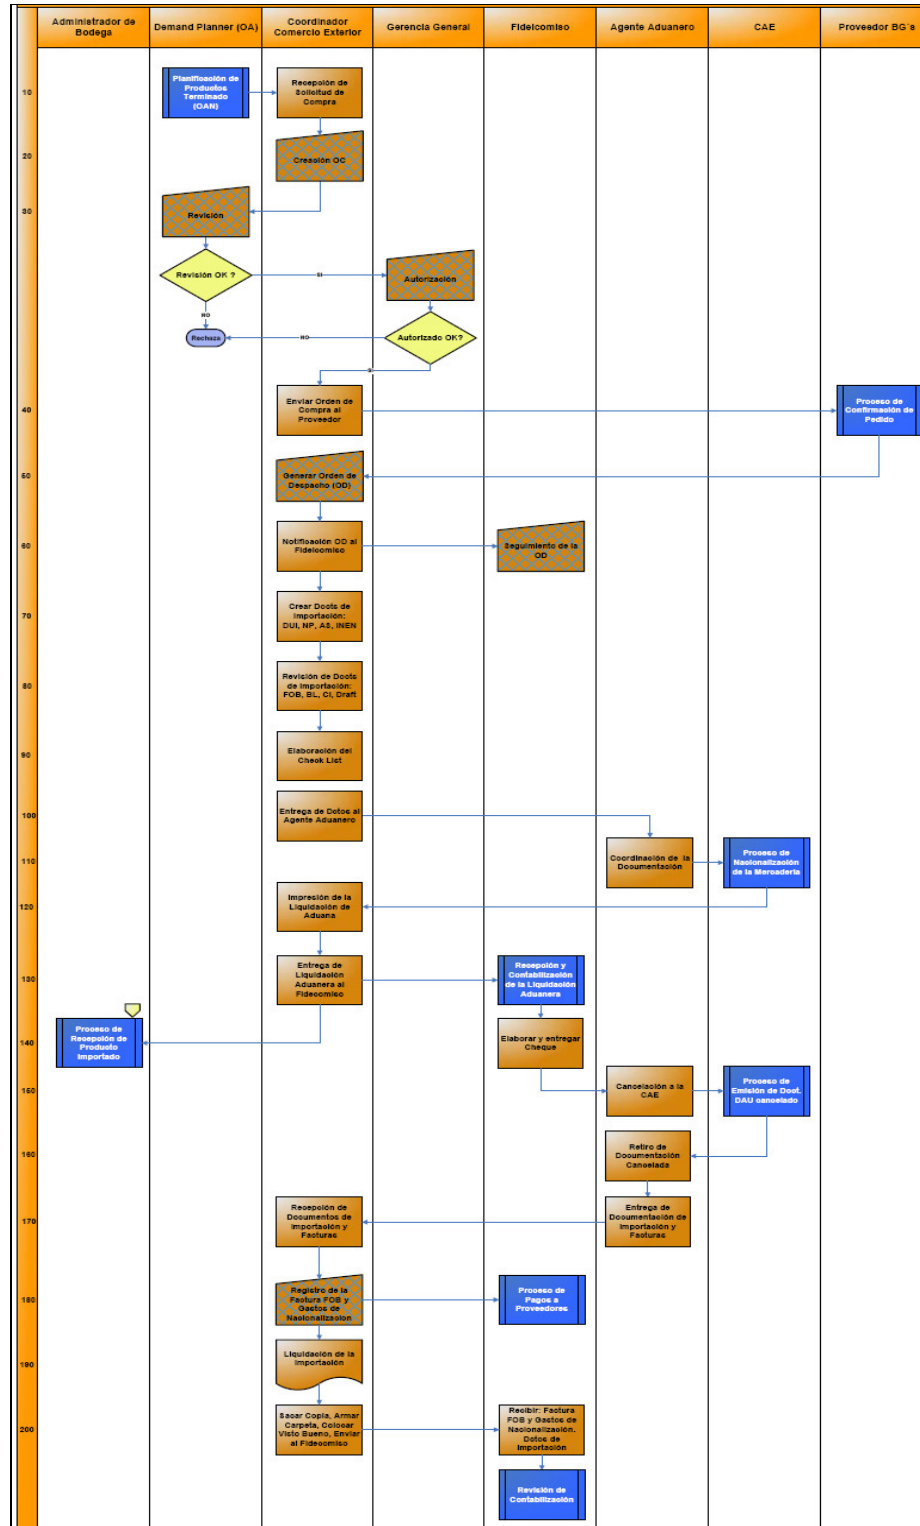 Administrador de
Bodega
Demand Planner (OA)
Coordinador
Comercio Exterior
Gerencia General
Fideicomiso
Agente Aduanero
CAE
Proveedor BG´s
10
Planificación de
Productos
Terminado
(OAN)
Recepción de
Solicitud de
Compra
20
Creación OC
30
Revisión
Revisión OK ?
SI
Autorización
NO
Rechaza
NO
Autorizado OK?
SI
40
Enviar Orden de
Compra al
Proveedor
Proceso de
Confirmación de
Pedido
50
Generar Orden de
Despacho (OD)
60
Notificación OD al
Fideicomiso
Seguimiento de la
OD
70
Crear Docts de
Importación:
DUI, NP, AS, INEN
80
Revisión de Docts
de Importación:
FOB, BL, CI, Draft
90
Elaboración del
Check List
100
Entrega de Dctos al
Agente Aduanero
110
Coordinación de la
Documentación
Proceso de
Nacionalización
de la Mercadería
120
Impresión de la
Liquidación de
Aduana
130
Entrega de
Liquidación
Aduanera al
Fidecomiso
Recepción y
Contabilización
de la Liquidación
Aduanera
140
Proceso de
Recepción de
Producto
Importado
Elaborar y entregar
Cheque
150
Cancelación a la
CAE
Proceso de
Emisión de Doct.
DAU cancelado
160
Retiro de
Documentación
Cancelada
170
Recepción de
Documentos de
Importación y
Facturas
Entrega de
Documentación de
Importación y
Facturas
180
Registro de la
Factura FOB y
Gastos de
Nacionalizacion
Proceso de
Pagos a
Proveedores
190
Liquidación de la
Importación
200
Sacar Copia, Armar
Carpeta, Colocar
Visto Bueno, Enviar
al Fideicomiso
Recibir: Factura
FOB y Gastos de
Nacionalización.
Dctos de
Importación
Revisión de
Contabilización